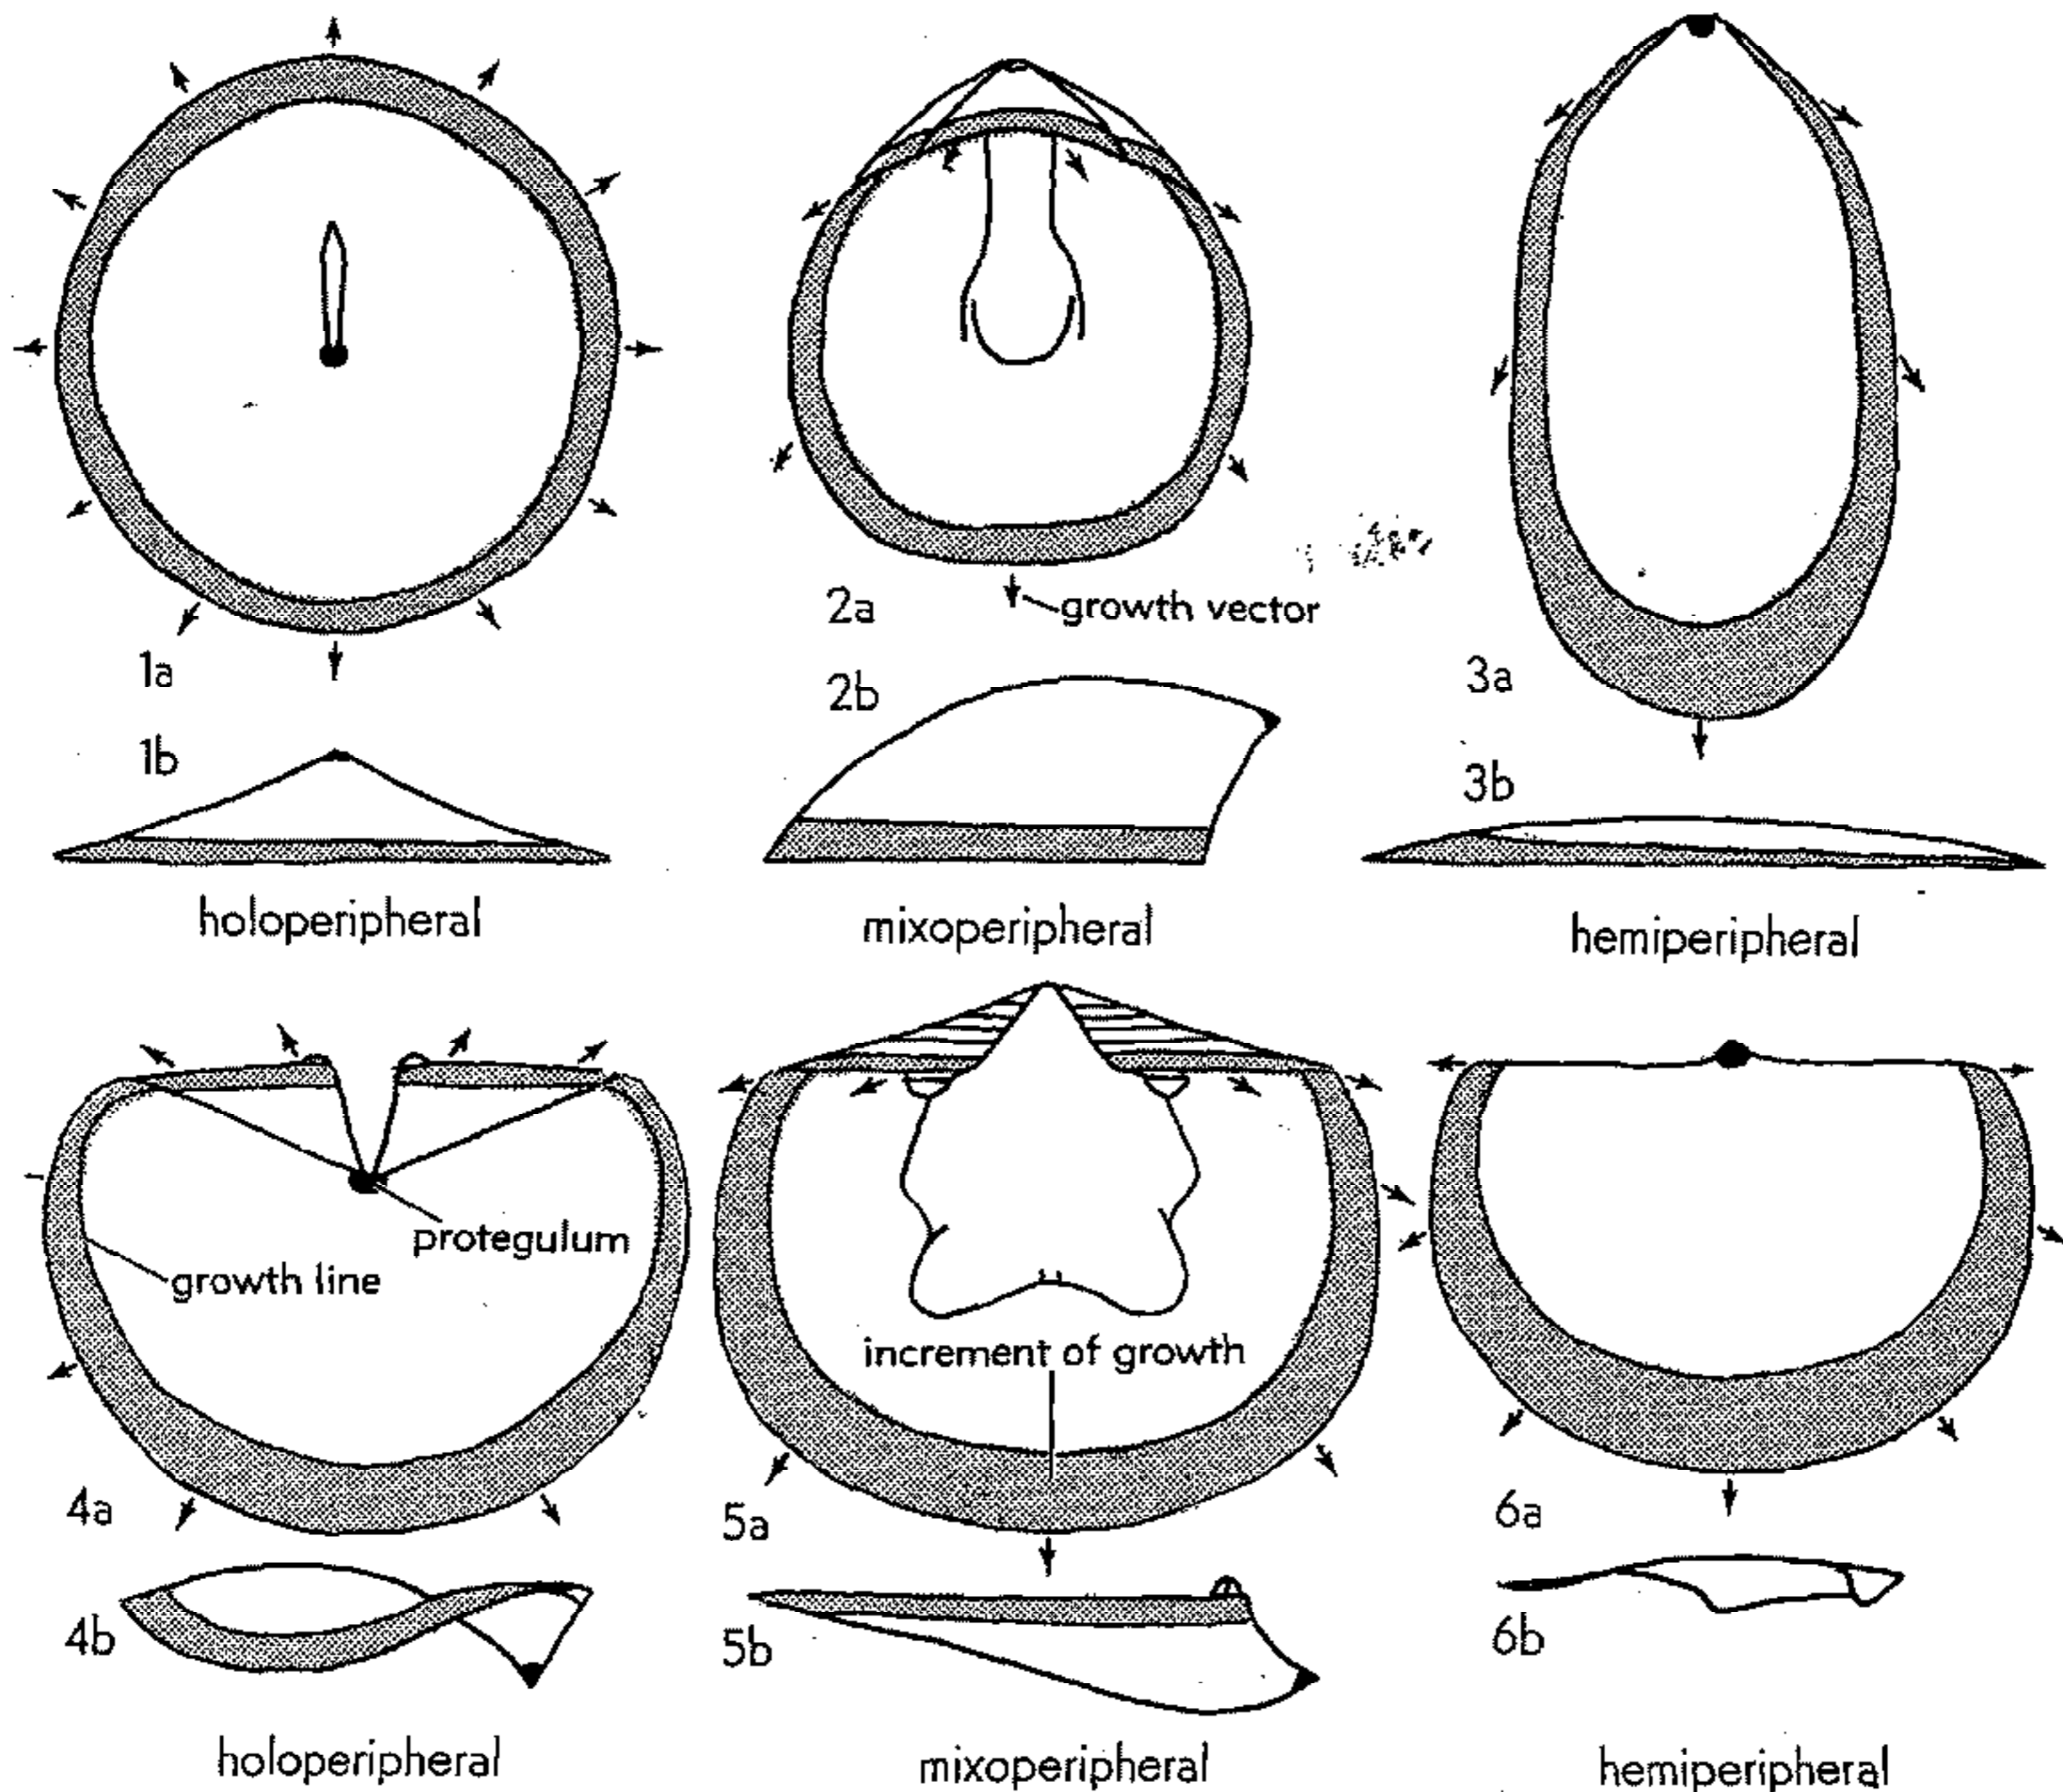 1a
2a
growth vector
3a
1b
2b
3b
holoperipheral
mixoperipheral
hemiperipheral
protegulum
growth line
increment of growth
4a
5a
6a
4b
5b
6b
holoperipheral
mixoperipheral
hemiperipheral